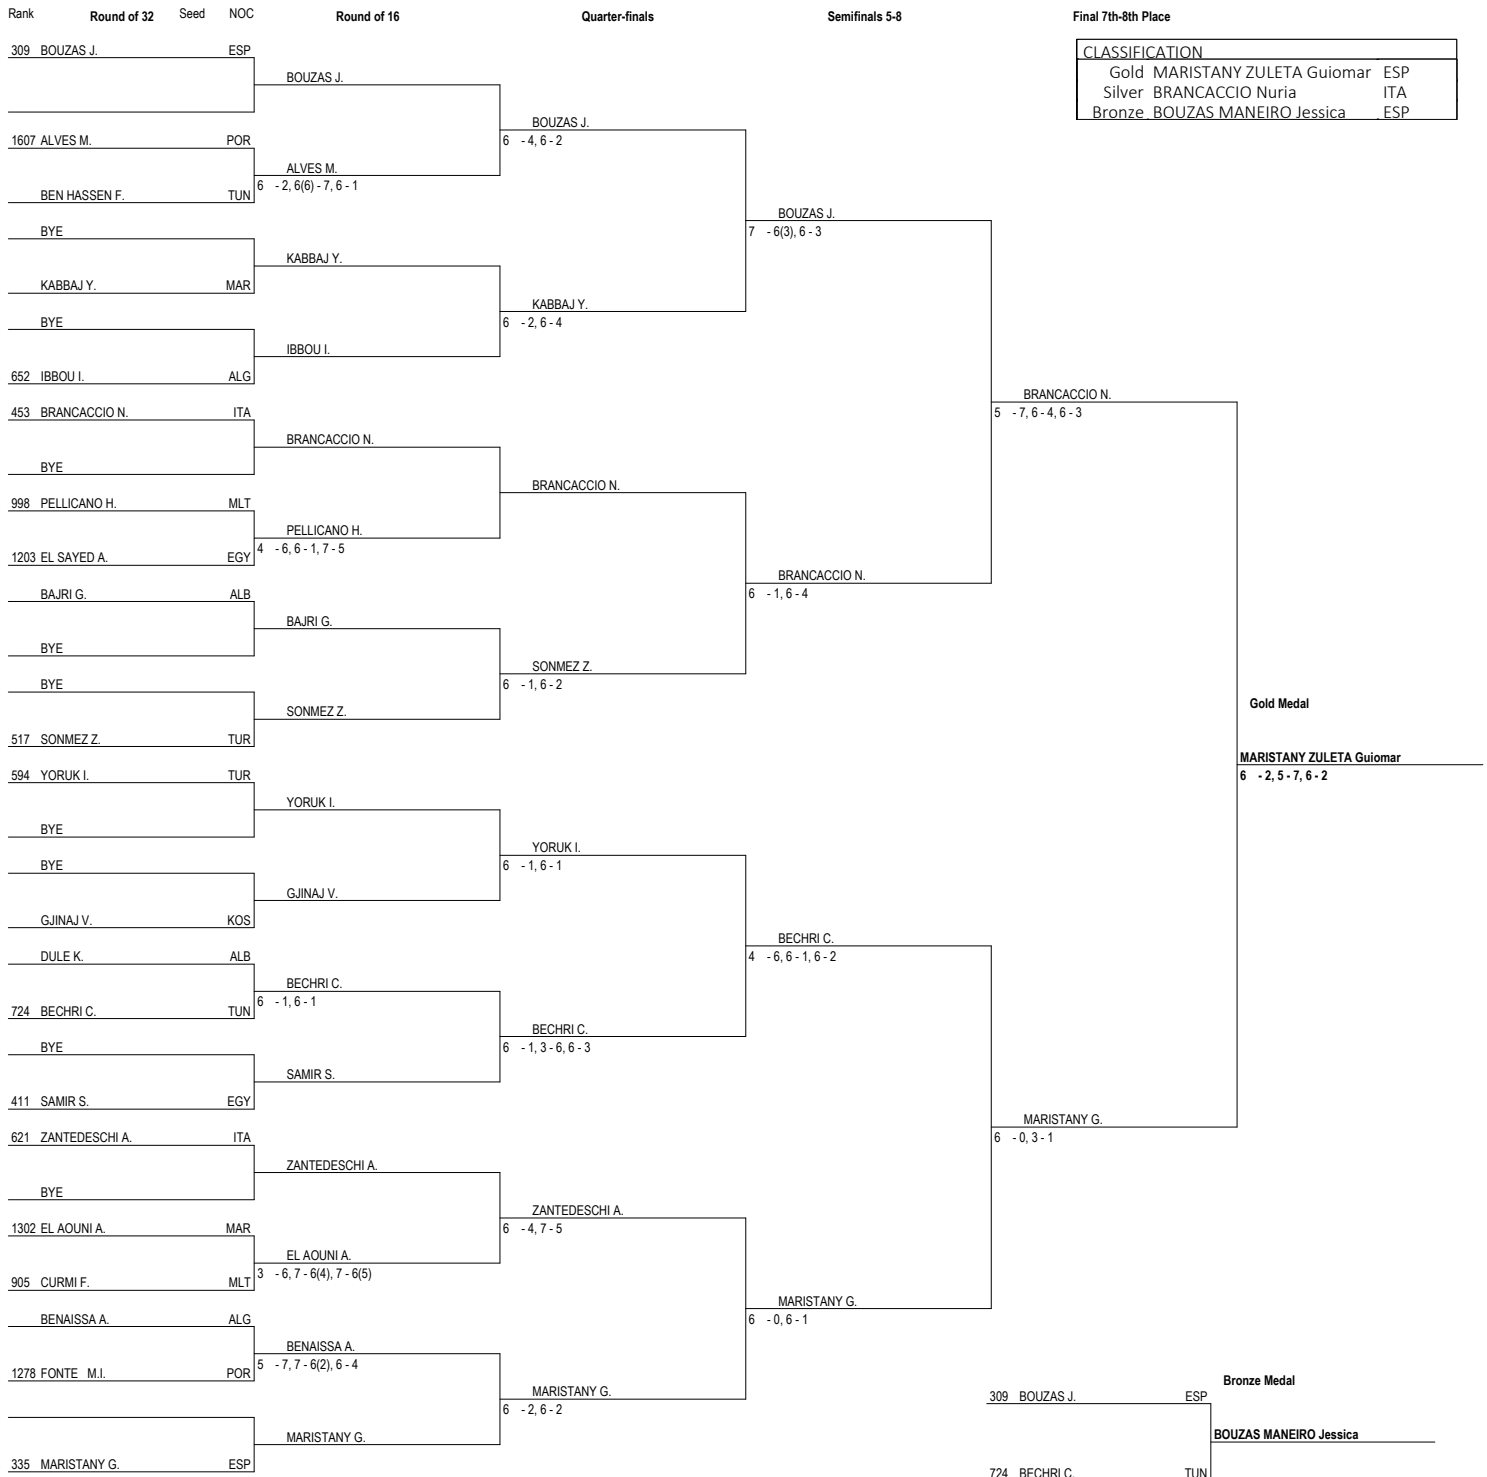 Rank Round of 32 Seed NOC Round of 16 Quarter-finals Semifinals 5-8 Final 7th-8th Place
CLASSIFICATION
Gold MARISTANY ZULETA Guiomar ESP
Silver BRANCACCIO Nuria ITA
Bronze BOUZAS MANEIRO Jessica ESP
309 BOUZAS J. ESP
1607 ALVES M. POR
BEN HASSEN F. TUN
BYE
KABBAJ Y. MAR
BYE
652 IBBOU I. ALG
453 BRANCACCIO N. ITA
BYE
998 PELLICANO H. MLT
1203 EL SAYED A. EGY
BAJRI G. ALB
BYE
BYE
517 SONMEZ Z. TUR
594 YORUK I. TUR
BYE
BYE
GJINAJ V. KOS
DULE K. ALB
724 BECHRI C. TUN
BYE
411 SAMIR S. EGY
621 ZANTEDESCHI A. ITA
BYE
1302 EL AOUNI A. MAR
905 CURMI F. MLT
BENAISSA A. ALG
1278 FONTE M.I. POR
335 MARISTANY G. ESP
BOUZAS J.
ALVES M.
6 - 2, 6(6) - 7, 6 - 1
KABBAJ Y.
IBBOU I.
BRANCACCIO N.
PELLICANO H.
4 - 6, 6 - 1, 7 - 5
BAJRI G.
SONMEZ Z.
YORUK I.
GJINAJ V.
BECHRI C.
6 - 1, 6 - 1
SAMIR S.
ZANTEDESCHI A.
EL AOUNI A.
3 - 6, 7 - 6(4), 7 - 6(5)
BENAISSA A.
5 - 7, 7 - 6(2), 6 - 4
MARISTANY G.
BOUZAS J.
6 - 4, 6 - 2
KABBAJ Y.
6 - 2, 6 - 4
BRANCACCIO N.
SONMEZ Z.
6 - 1, 6 - 2
YORUK I.
6 - 1, 6 - 1
BECHRI C.
6 - 1, 3 - 6, 6 - 3
ZANTEDESCHI A.
6 - 4, 7 - 5
MARISTANY G.
6 - 2, 6 - 2
BOUZAS J.
7 - 6(3), 6 - 3
BRANCACCIO N.
6 - 1, 6 - 4
BECHRI C.
4 - 6, 6 - 1, 6 - 2
MARISTANY G.
6 - 0, 6 - 1
BRANCACCIO N.
5 - 7, 6 - 4, 6 - 3
MARISTANY G.
6 - 0, 3 - 1
Gold Medal
MARISTANY ZULETA Guiomar
6 - 2, 5 - 7, 6 - 2
Bronze Medal
309 BOUZAS J. ESP
BOUZAS MANEIRO Jessica
724 BECHRI C. TUN